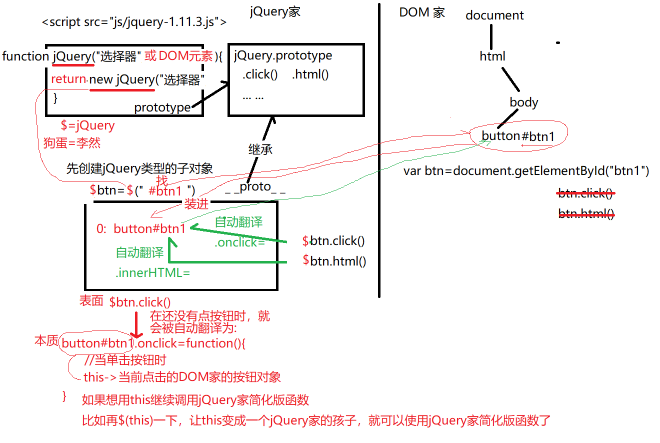 jQuery家
DOM 家
<script src="js/jquery-1.11.3.js">
function jQuery("选择器" 或DOM元素){
return new jQuery("选择器"
}
prototype
$=jQuery
狗蛋=李然
jQuery.prototype
.click() .html()
... ...
继承
__proto__
先创建jQuery类型的子对象
找
$btn=$(" #btn1 ")
装进
0: button#btn1
自动翻译
.onclick=
自动翻译
.innerHTML=
$btn.click()
$btn.html()
document
html
body
button#btn1
var btn=document.getElementById("btn1")
btn.click()
btn.html()
表面 $btn.click()
在还没有点按钮时，就
会被自动翻译为:
本质 button#btn1.onclick=function(){
//当单击按钮时
this->当前点击的DOM家的按钮对象
} 如果想用this继续调用jQuery家简化版函数
比如再$(this)一下，让this变成一个jQuery家的孩子，就可以使用jQuery家简化版函数了